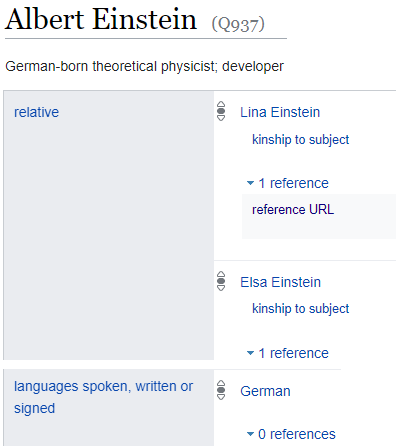 Albert Einstein (Q937)
German-born theoretical physicist; developer
relative
Lina Einstein
kinship to subject
1 reference
reference URL
Elsa Einstein
kinship to subject
1 reference
languages spoken, written or
signed
German
0 references